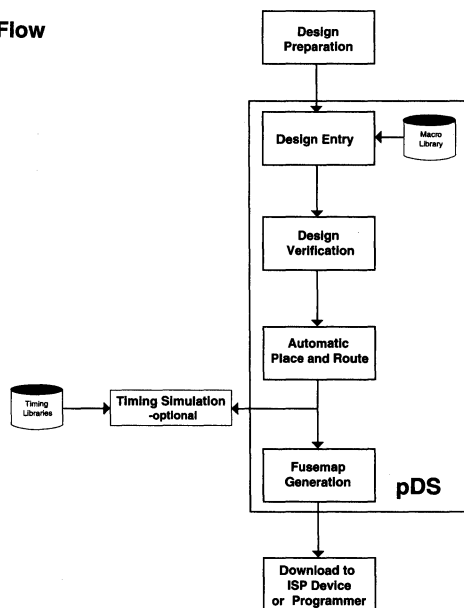 Flow
Design
Preparation
Design Entry
Macro
Library
Design
Verification
Automatic
Place and Route
Timing
Libraries
Timing Simulation
-optional
Fusemap
Generation
pDS
Download to
ISP Device
or Programmer